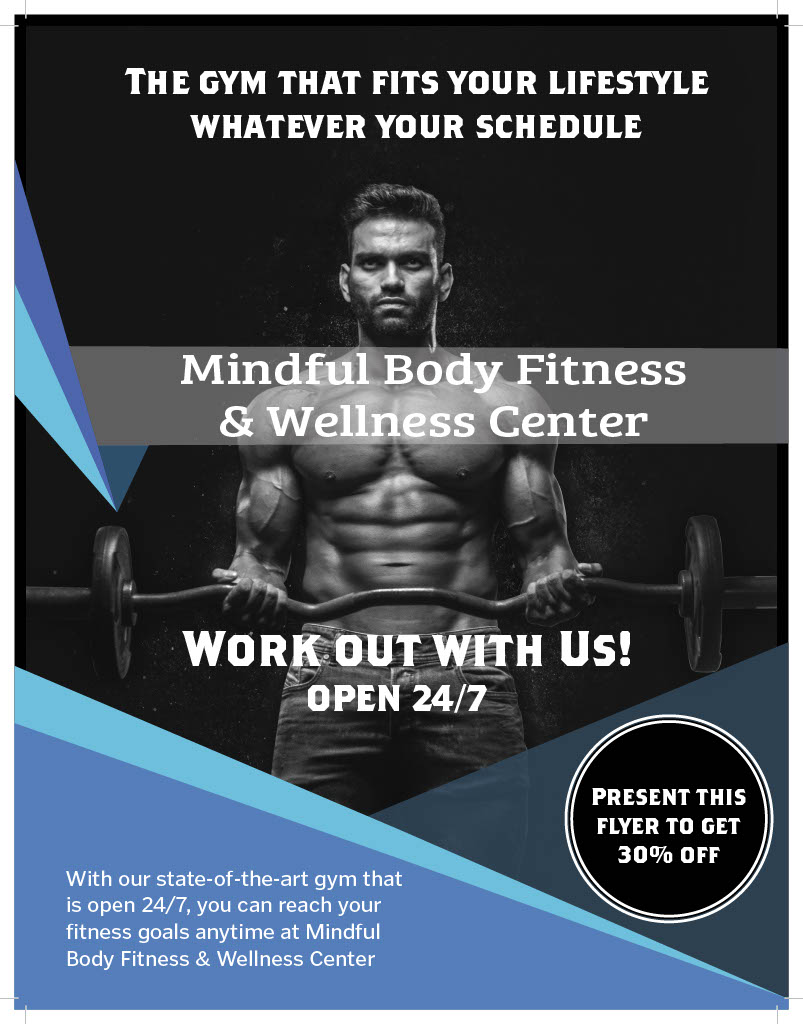 The gym that fits your lifestyle
whatever your schedule
Mindful Body Fitness
& Wellness Center
Work out with Us!
open 24/7
Present this
flyer to get
30% off
With our state-of-the-art gym that
is open 24/7, you can reach your
fitness goals anytime at Mindful
Body Fitness & Wellness Center